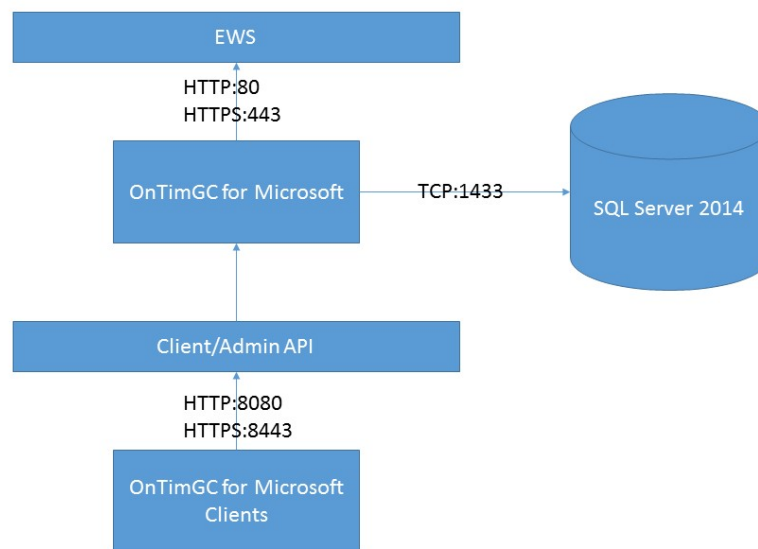 EWS
HTTP:80
HTTPS:443
OnTimGC for Microsoft
TCP:1433
SQL Server 2014
Client/Admin API
HTTP:8080
HTTPS:8443
OnTimGC for Microsoft
Clients